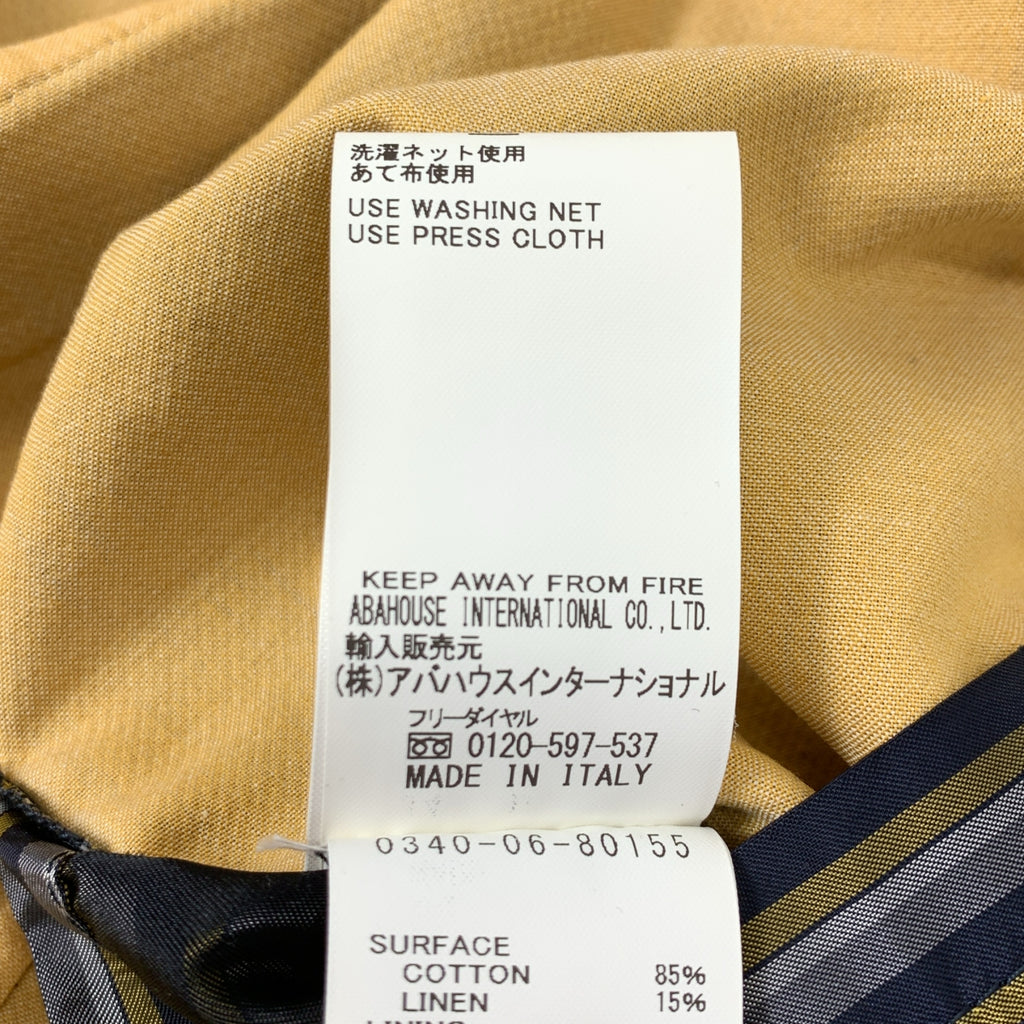 洗濯ネット使用
あて布使用
USE WASHING NET
USE PRESS CLOTH
KEEP AWAY FROM FIRE
ABAHOUSE INTERNATIONAL CO.,LTD.
輸入販売元
(株)アバハウスインターナショナル
フリーダイヤル
0120-597-537
MADE IN ITALY
0340-06-80155
SURFACE
COTTON 85%
LINEN 15%
LINING